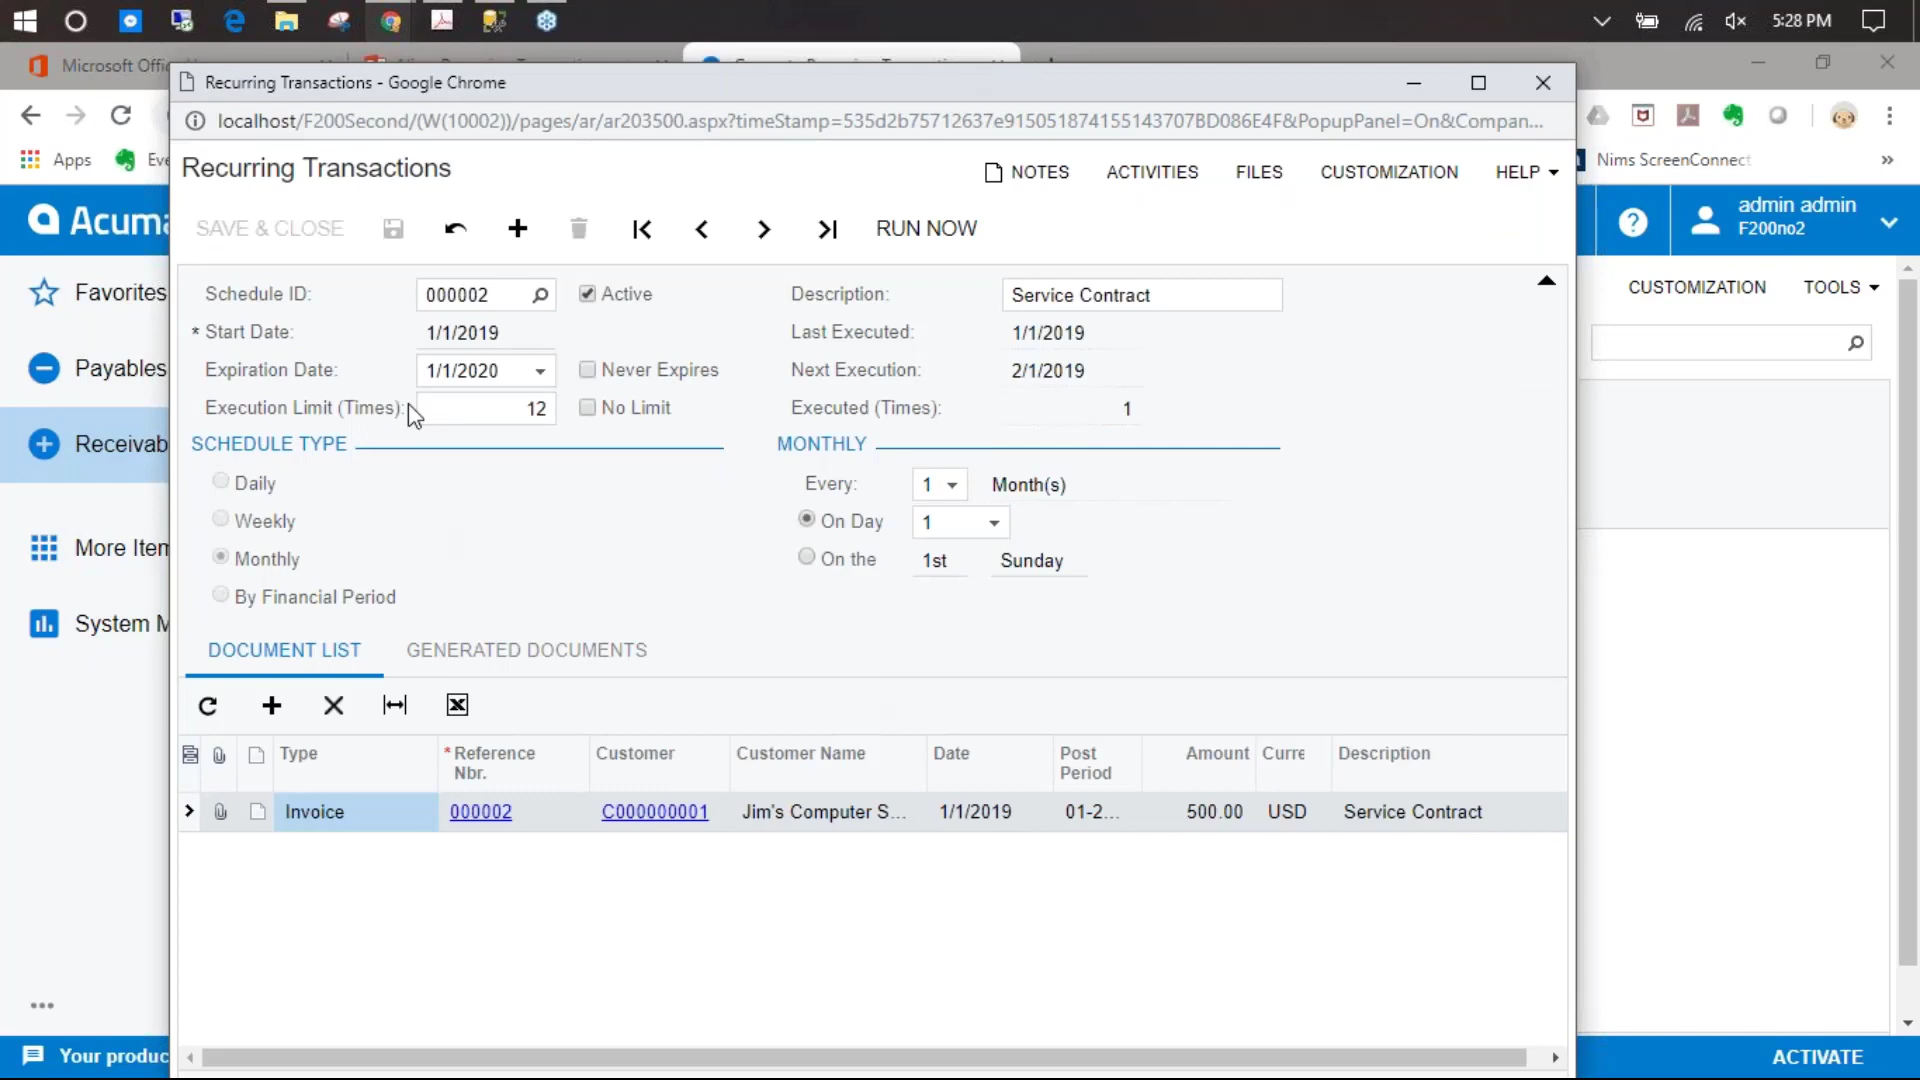 5:28 PM
Microsoft Offic
Recurring Transactions - Google Chrome
localhost/F200Second/(W(10002))/pages/ar/ar203500.aspx?timeStamp=535d2b75712637e915051874155143707BD086E4F&PopupPanel=On&Compan...
Apps
Eve
Nims ScreenConnect
»
Recurring Transactions
NOTES ACTIVITIES FILES CUSTOMIZATION HELP
SAVE & CLOSE RUN NOW
Acuma
admin admin
F200no2
CUSTOMIZATION TOOLS
Favorites
Payables
Receivab
More Item
System M
Schedule ID: 000002 Active Description: Service Contract
* Start Date: 1/1/2019 Last Executed: 1/1/2019
Expiration Date: 1/1/2020 Never Expires Next Execution: 2/1/2019
Execution Limit (Times): 12 No Limit Executed (Times): 1
SCHEDULE TYPE MONTHLY
Daily Every: 1 Month(s)
Weekly On Day 1
Monthly On the 1st Sunday
By Financial Period
DOCUMENT LIST GENERATED DOCUMENTS
Type * Reference Nbr. Customer Customer Name Date Post Period Amount Curre Description
Invoice 000002 C000000001 Jim's Computer S... 1/1/2019 01-2... 500.00 USD Service Contract
Your produc
ACTIVATE